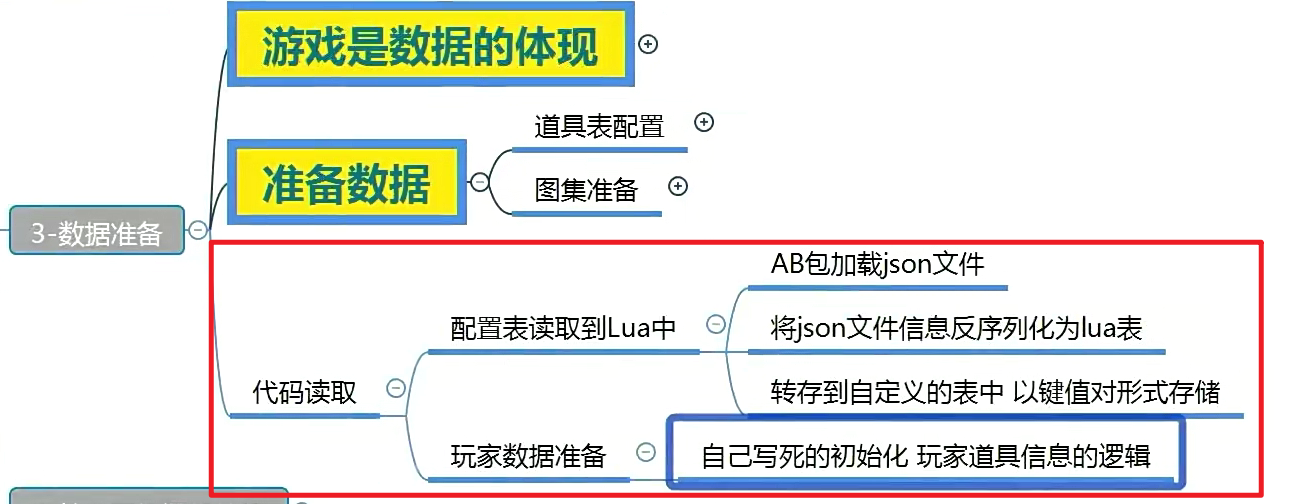 游戏是数据的体现
准备数据
道具表配置
图集准备
3-数据准备
代码读取
配置表读取到Lua中
AB包加载json文件
将json文件信息反序列化为lua表
转存到自定义的表中 以键值对形式存储
玩家数据准备
自己写死的初始化 玩家道具信息的逻辑